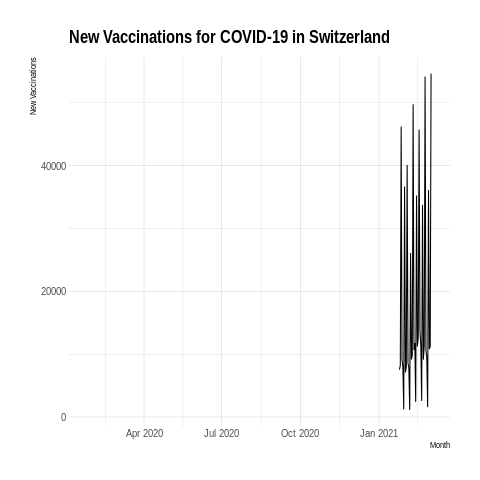 New Vaccinations for COVID-19 in Switzerland
New Vaccinations
40000
20000
0
Apr 2020 Jul 2020 Oct 2020 Jan 2021
Month